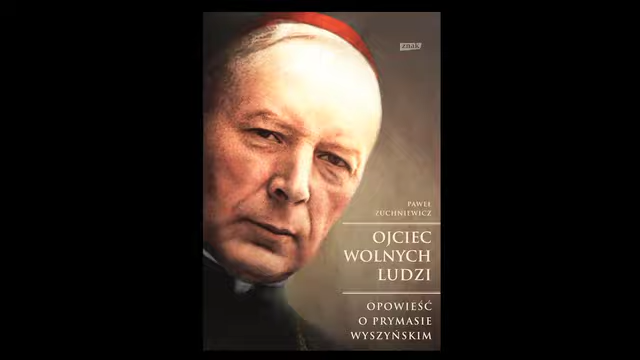 ZNAK
PAWEŁ
ZUCHNIEWICZ
OJCIEC
WOLNYCH
LUDZI
OPOWIEŚĆ
O PRYMASIE
WYSZYŃSKIM